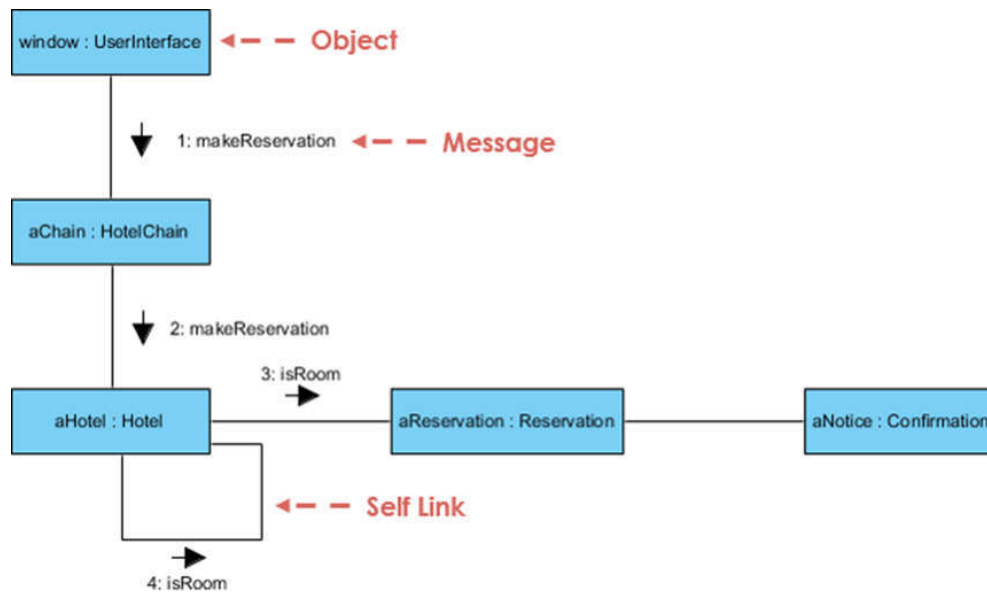 window : UserInterface
Object
1: makeReservation
Message
aChain : HotelChain
2: makeReservation
3: isRoom
aHotel : Hotel
aReservation : Reservation
aNotice : Confirmation
Self Link
4: isRoom